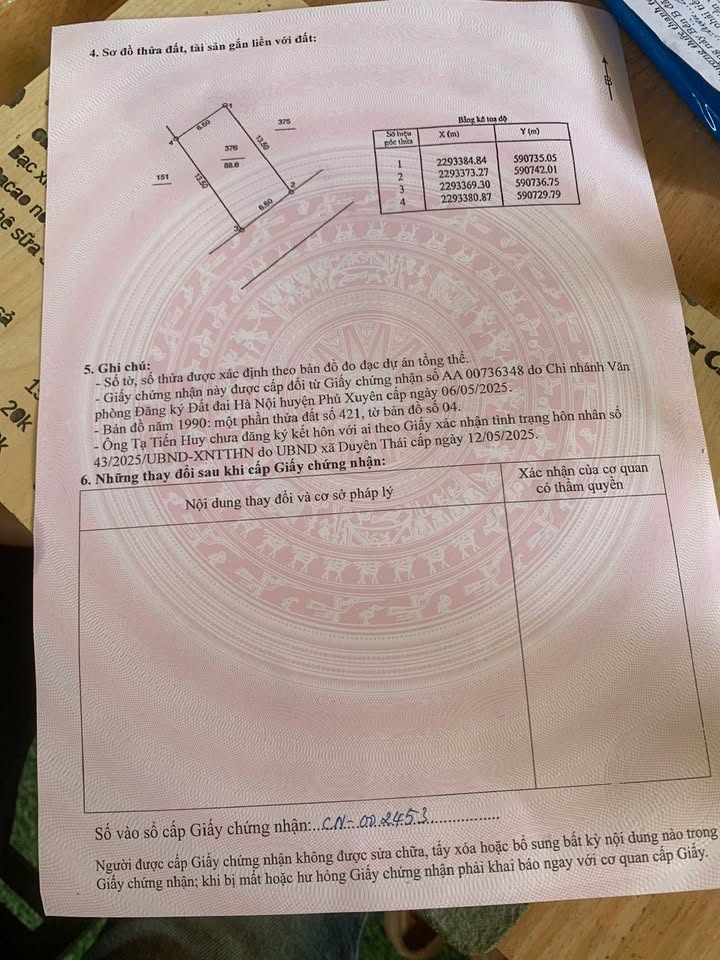 4. Sơ đồ thửa đất, tài sản gắn liền với đất:
1
6.50
375
4
376
88.6
13.50
151
13.50
2
6.60
3
Bảng kê toạ độ
Số hiệu góc thửa X (m) Y (m)
1 2293384.84 590735.05
2 2293373.27 590742.01
3 2293369.30 590736.75
4 2293380.87 590729.79
5. Ghi chú:
- Số tờ, số thửa được xác định theo bản đồ đo đạc dự án tổng thể.
- Giấy chứng nhận này được cấp đổi từ Giấy chứng nhận số AA 00736348 do Chi nhánh Văn
phòng Đăng ký Đất đai Hà Nội huyện Phú Xuyên cấp ngày 06/05/2025.
- Bản đồ năm 1990: một phần thửa đất số 421, tờ bản đồ số 04.
- Ông Tạ Tiến Huy chưa đăng ký kết hôn với ai theo Giấy xác nhận tình trạng hôn nhân số
43/2025/UBND-XNTTHN do UBND xã Duyên Thái cấp ngày 12/05/2025.
6. Những thay đổi sau khi cấp Giấy chứng nhận:
Nội dung thay đổi và cơ sở pháp lý
Xác nhận của cơ quan
có thẩm quyền
Số vào sổ cấp Giấy chứng nhận:..CN-002453................
Người được cấp Giấy chứng nhận không được sửa chữa, tẩy xóa hoặc bổ sung bất kỳ nội dung nào trong
Giấy chứng nhận; khi bị mất hoặc hư hỏng Giấy chứng nhận phải khai báo ngay với cơ quan cấp Giấy.
Bạc x
acao n
hê sữa
20k